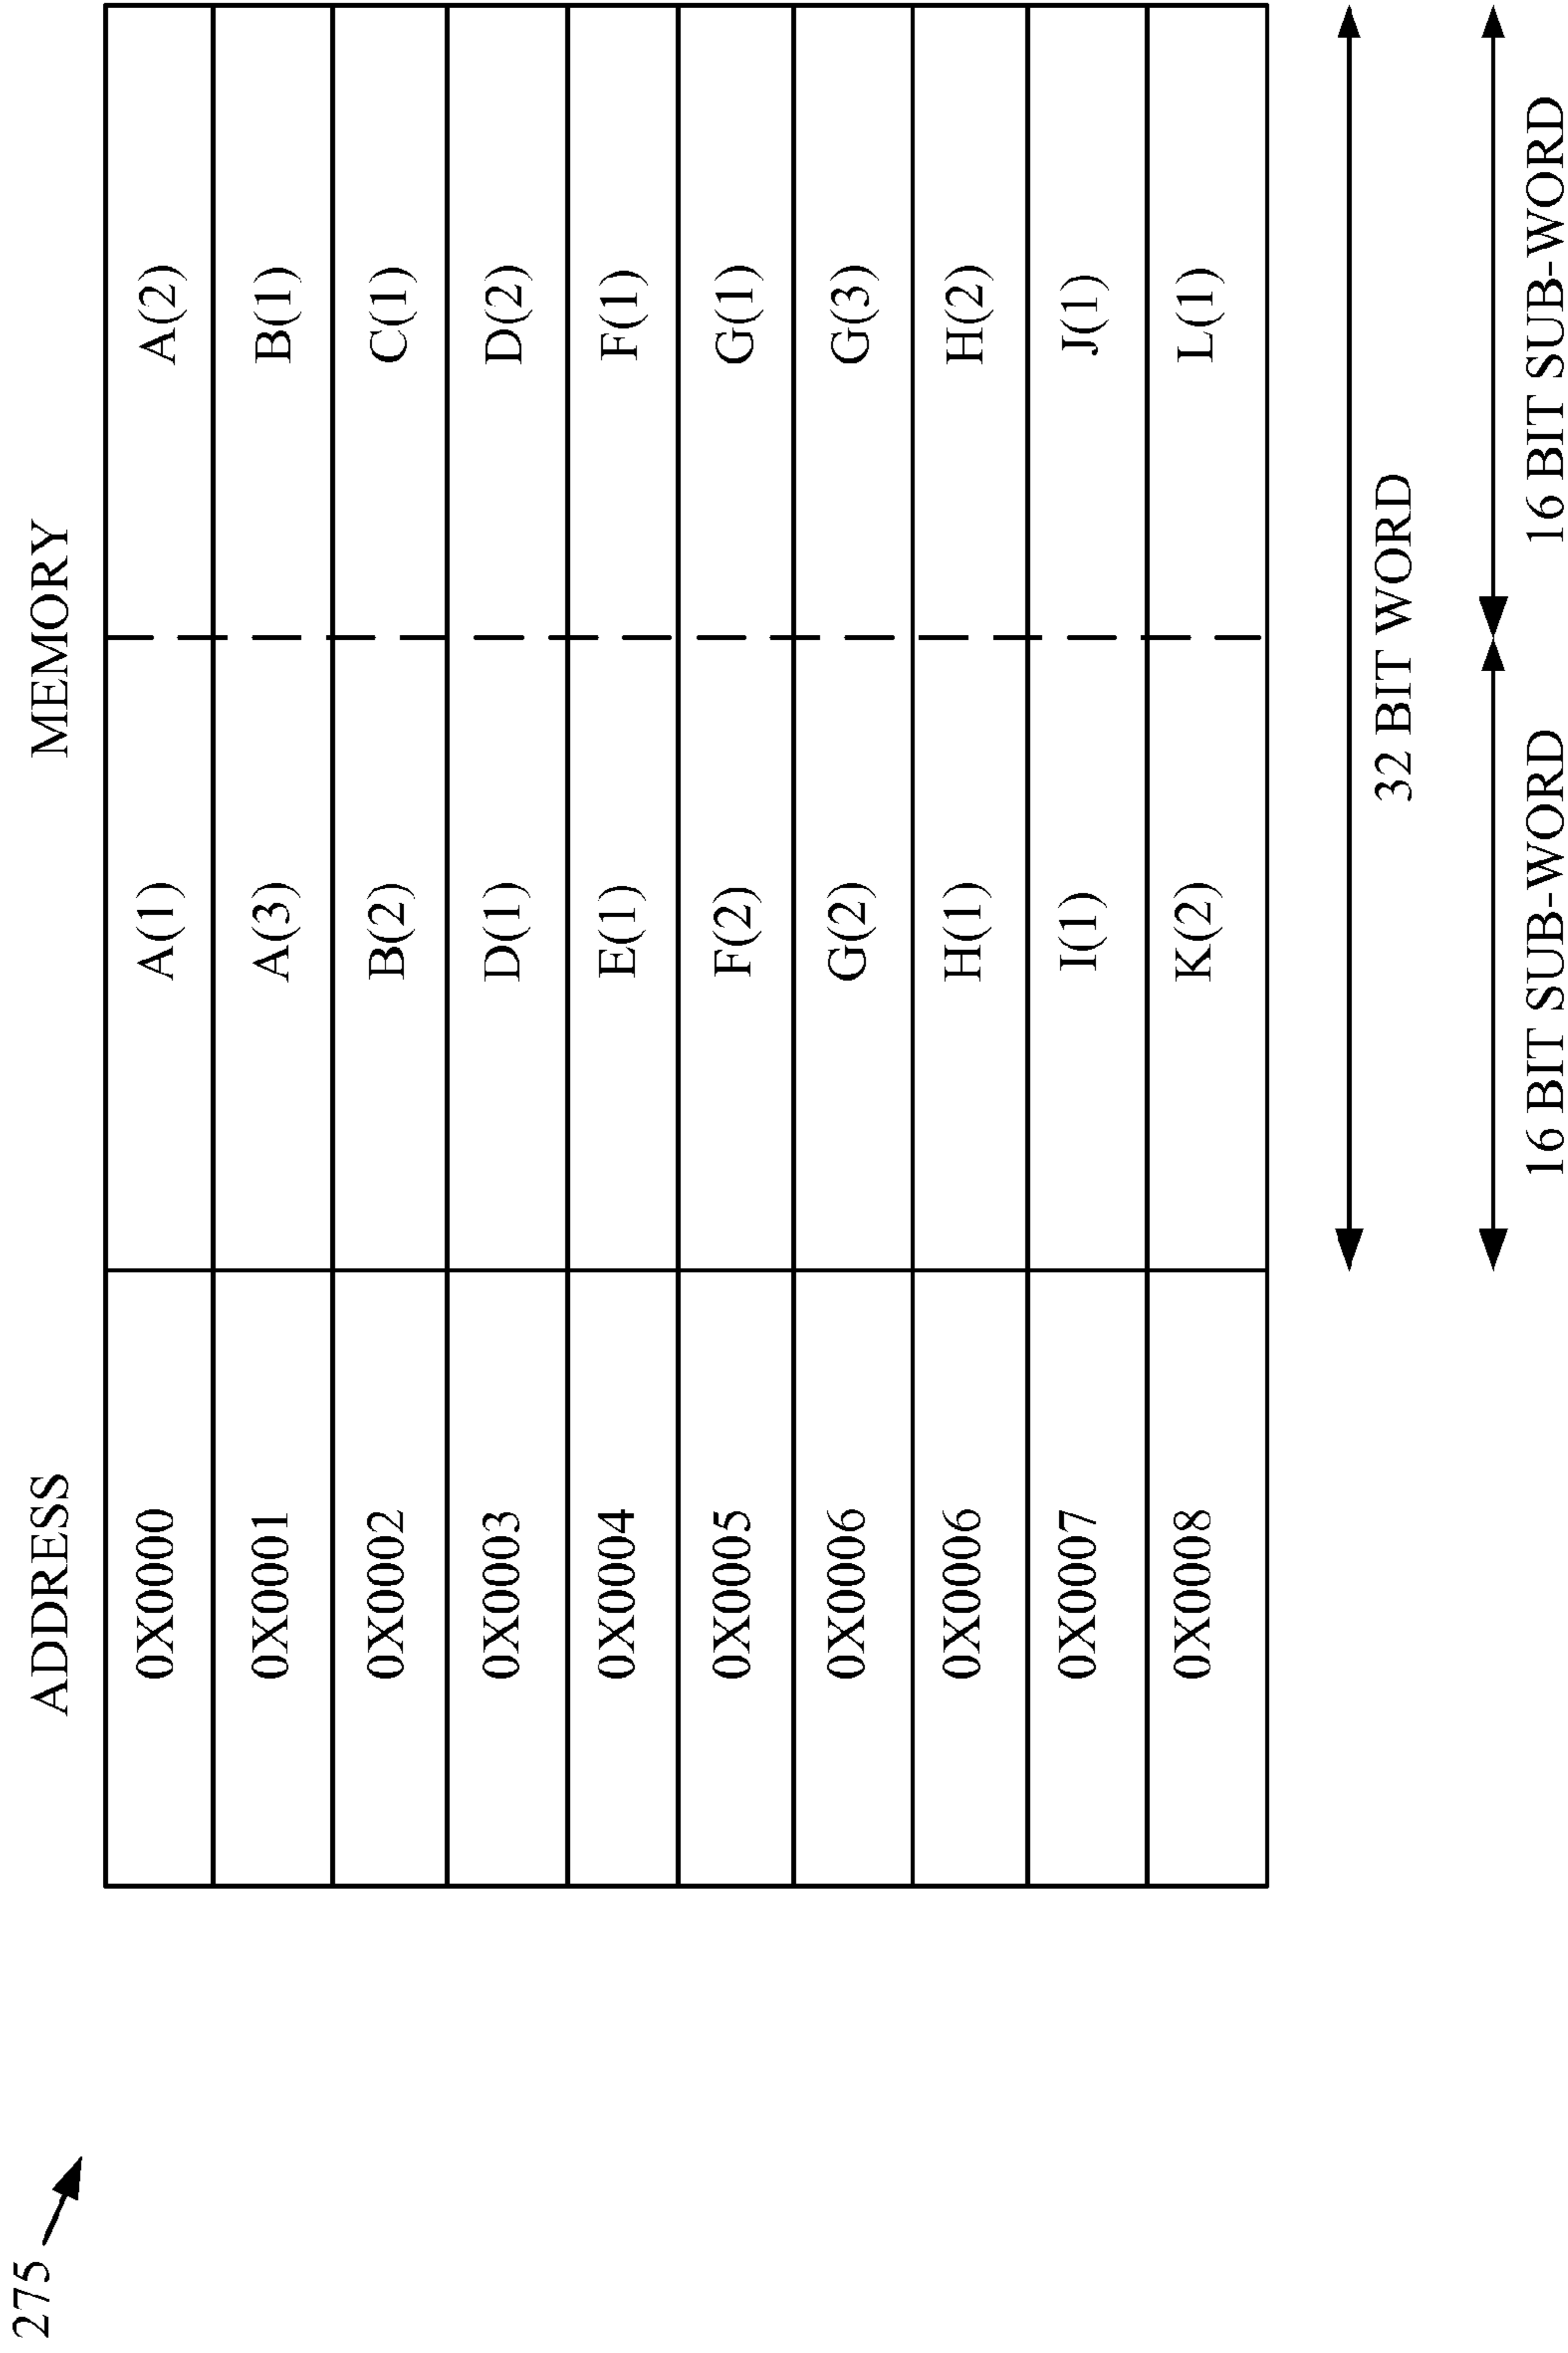 275
ADDRESS MEMORY
0X0000 A(1) A(2)
0X0001 A(3) B(1)
0X0002 B(2) C(1)
0X0003 D(1) D(2)
0X0004 E(1) F(1)
0X0005 F(2) G(1)
0X0006 G(2) G(3)
0X0006 H(1) H(2)
0X0007 I(1) J(1)
0X0008 K(2) L(1)
32 BIT WORD
16 BIT SUB-WORD 16 BIT SUB-WORD